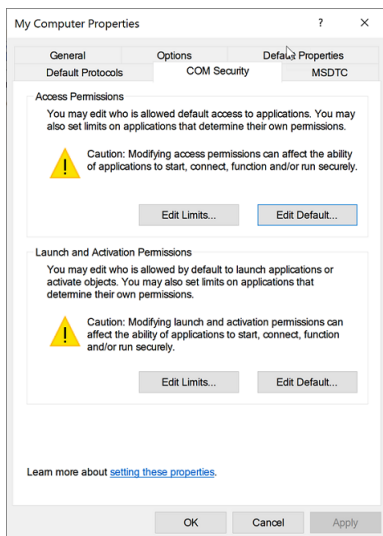 My Computer Properties
General Options Default Properties
Default Protocols COM Security MSDTC
Access Permissions
You may edit who is allowed default access to applications. You may
also set limits on applications that determine their own permissions.
Caution: Modifying access permissions can affect the ability
of applications to start, connect, function and/or run securely.
Edit Limits... Edit Default...
Launch and Activation Permissions
You may edit who is allowed by default to launch applications or
activate objects. You may also set limits on applications that
determine their own permissions.
Caution: Modifying launch and activation permissions can
affect the ability of applications to start, connect, function
and/or run securely.
Edit Limits... Edit Default...
Learn more about setting these properties.
OK Cancel Apply